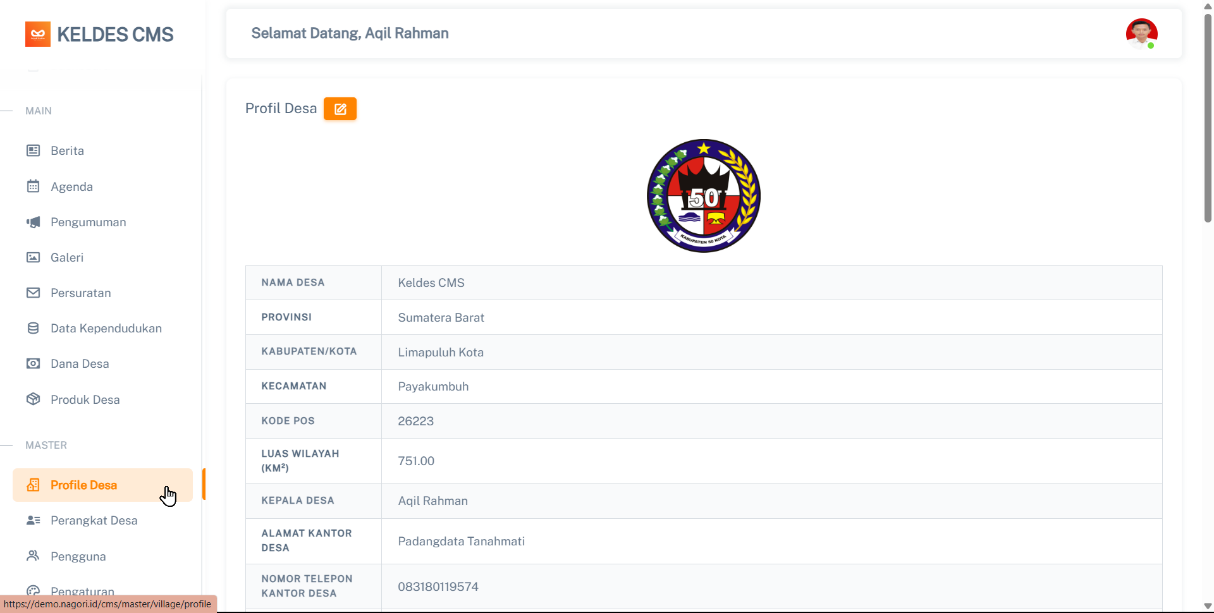 KELDES CMS
Selamat Datang, Aqil Rahman
MAIN
Berita
Agenda
Pengumuman
Galeri
Persuratan
Data Kependudukan
Dana Desa
Produk Desa
MASTER
Profile Desa
Perangkat Desa
Pengguna
Pengaturan
https://demo.nagori.id/cms/master/village/profile
Profil Desa
50
KABUPATEN 50 KOTA
NAMA DESA
Keldes CMS
PROVINSI
Sumatera Barat
KABUPATEN/KOTA
Limapuluh Kota
KECAMATAN
Payakumbuh
KODE POS
26223
LUAS WILAYAH
(KM²)
751.00
KEPALA DESA
Aqil Rahman
ALAMAT KANTOR
DESA
Padangdata Tanahmati
NOMOR TELEPON
KANTOR DESA
083180119574